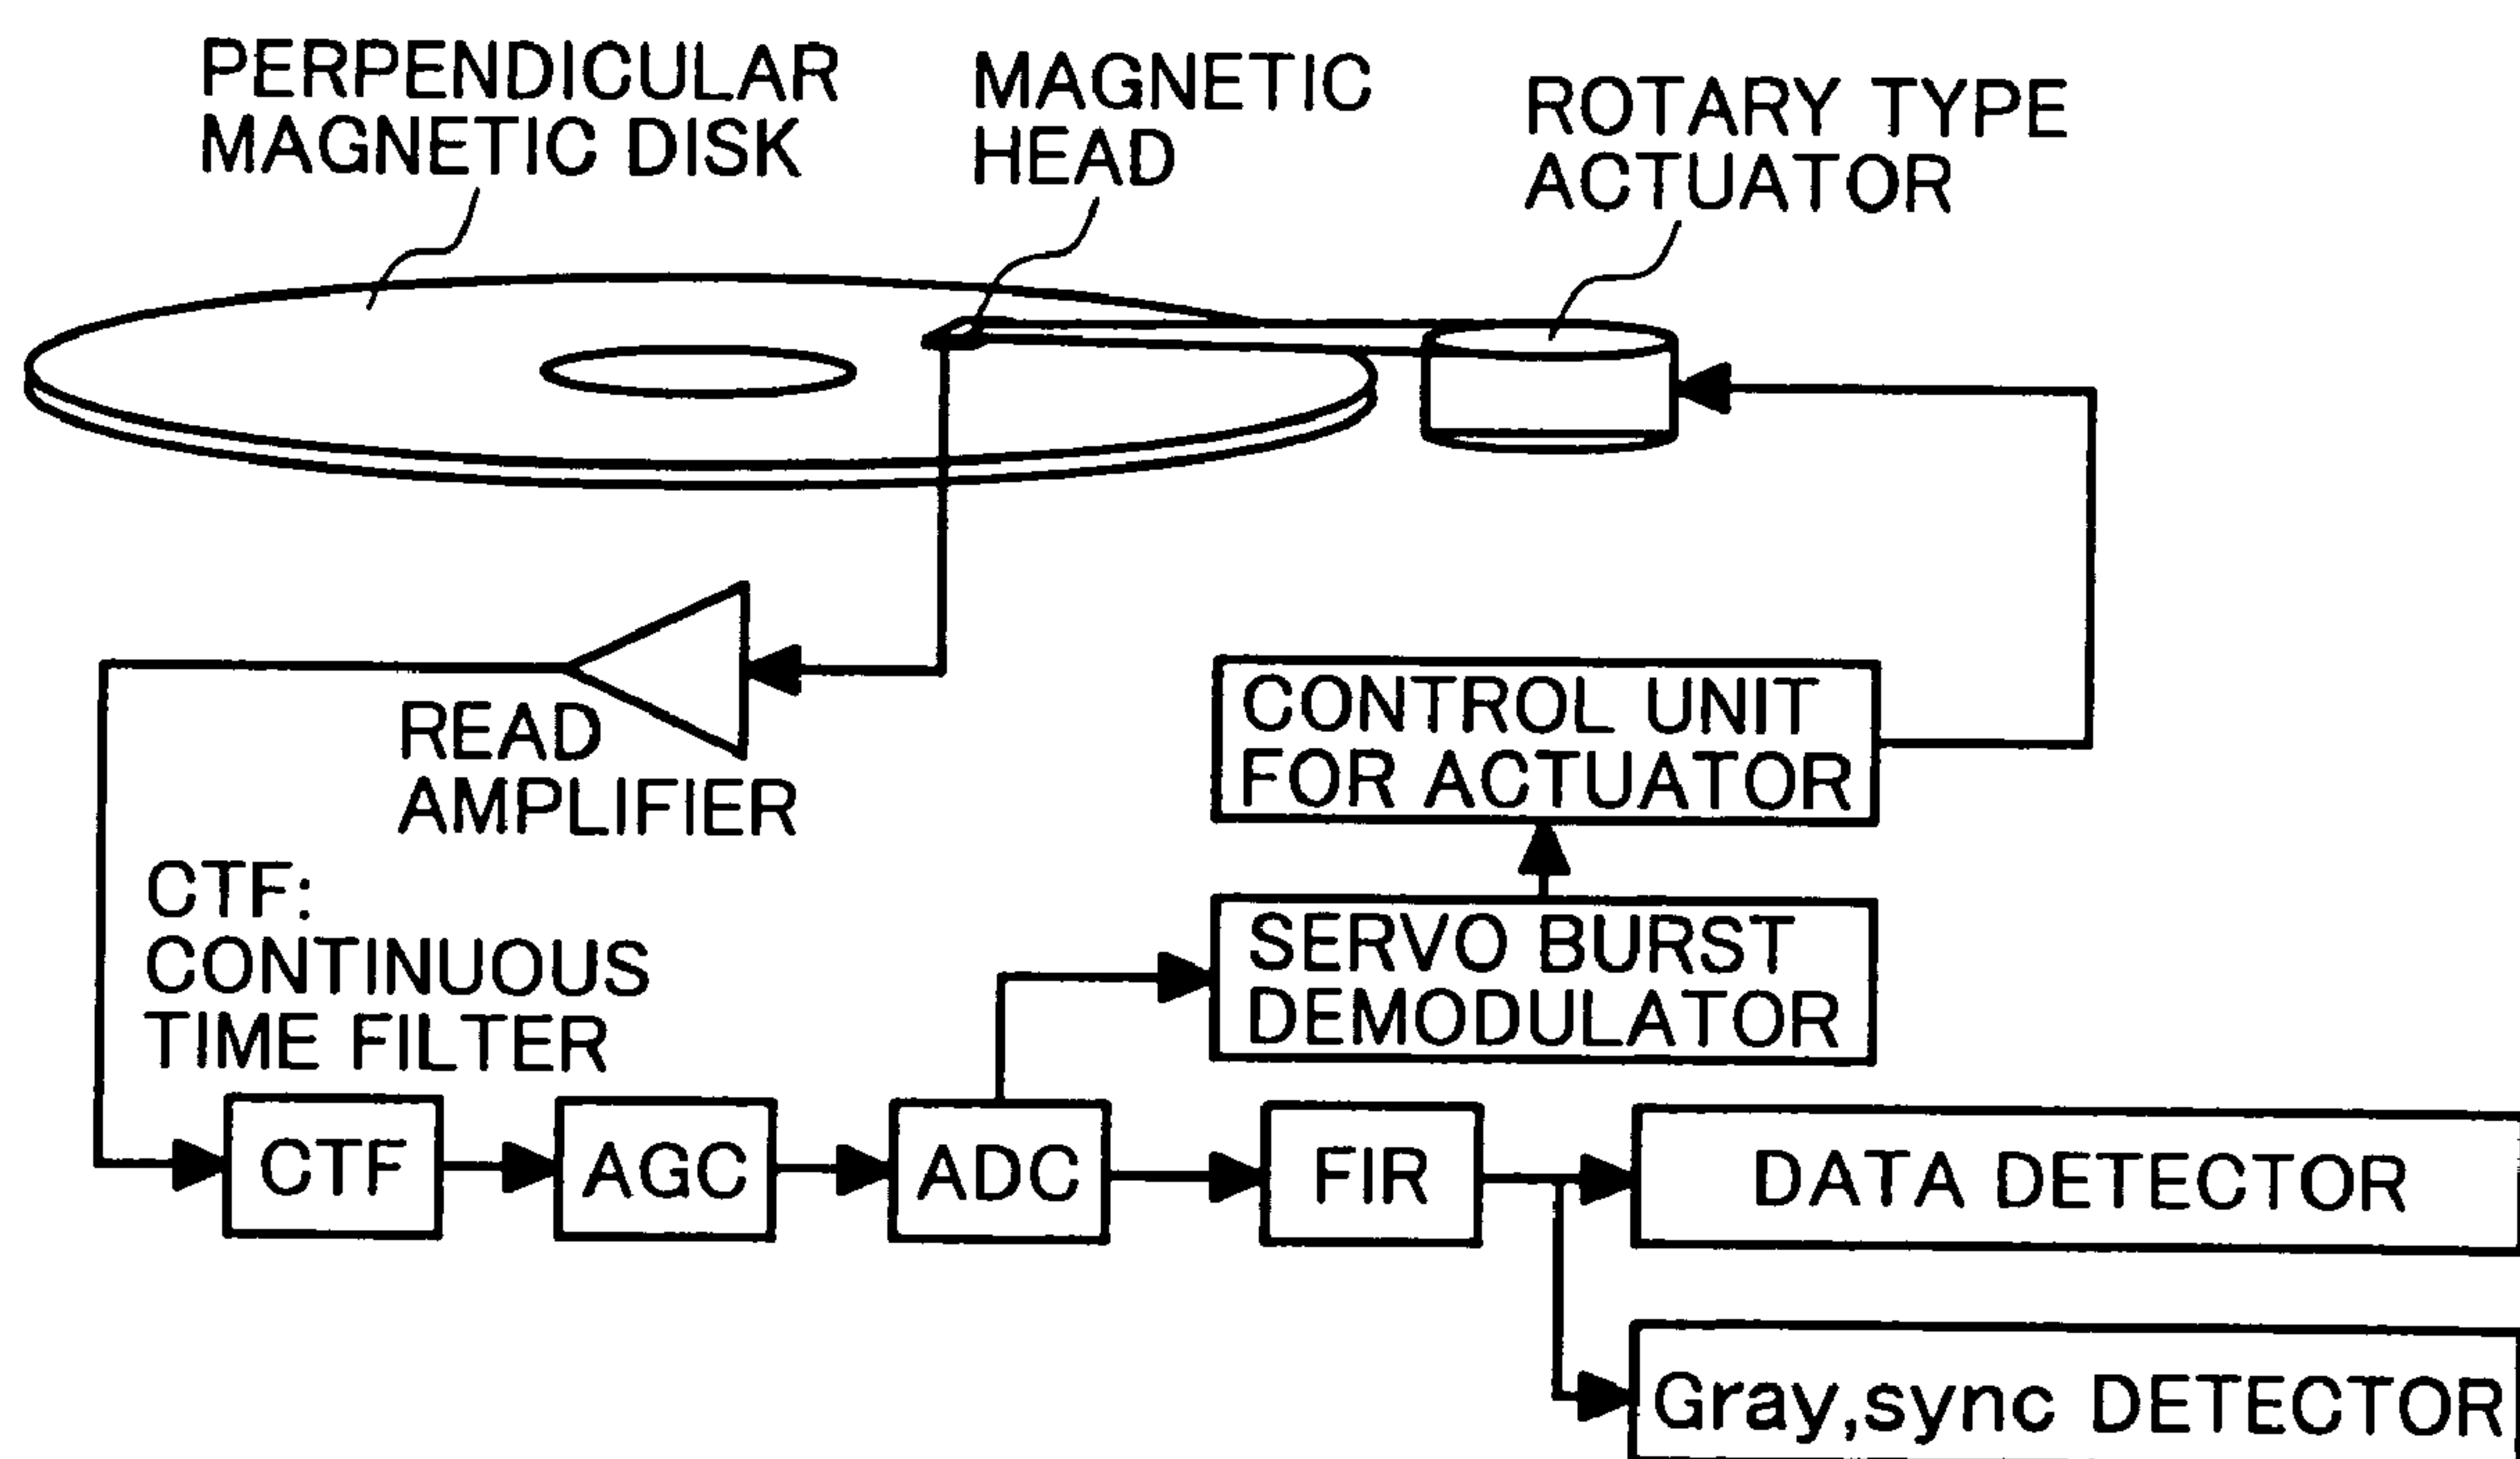 PERPENDICULAR
MAGNETIC DISK
MAGNETIC
HEAD
ROTARY TYPE
ACTUATOR
READ
AMPLIFIER
CONTROL UNIT
FOR ACTUATOR
CTF:
CONTINUOUS
TIME FILTER
SERVO BURST
DEMODULATOR
CTF
AGC
ADC
FIR
DATA DETECTOR
Gray,sync DETECTOR